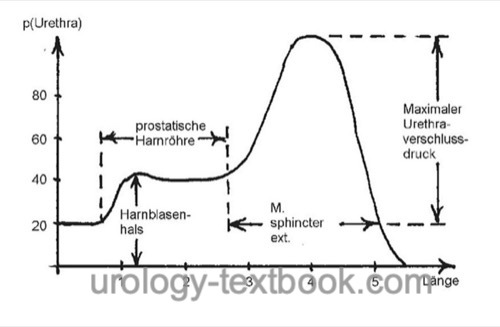 p(Urethra)
80
60
40
20
prostatische
Harnröhre
Harnblasen-
hals
M.
sphincter
ext.
Maximaler
Urethra-
verschluss-
druck
1 2 3 4 5 Länge
urology-textbook.com